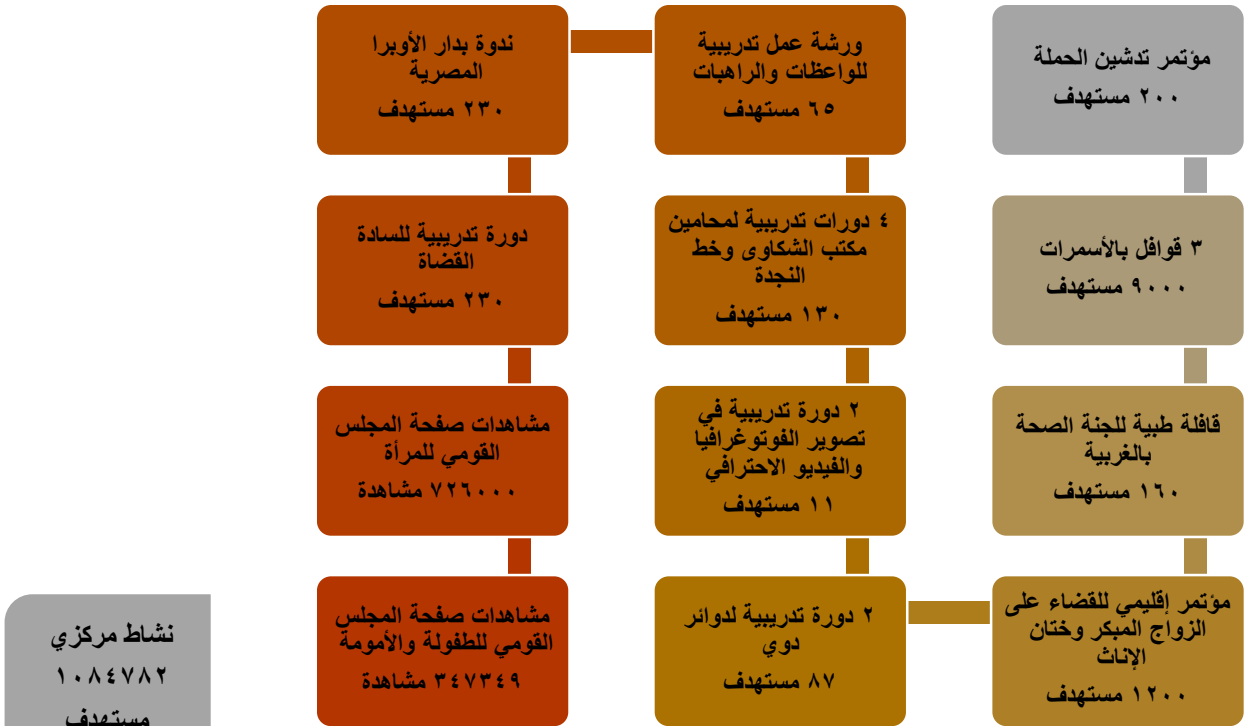 مؤتمر تدشين الحملة
٢٠٠ مستهدف
٣ قوافل بالأسمرات
٩٠٠٠ مستهدف
قافلة طبية للجنة الصحة
بالغربية
١٦٠ مستهدف
مؤتمر إقليمي للقضاء على
الزواج المبكر وختان
الإناث
١٢٠٠ مستهدف
٢ دورة تدريبية لدوائر
دوي
٨٧ مستهدف
٢ دورة تدريبية في
تصوير الفوتوغرافيا
والفيديو الاحترافي
١١ مستهدف
٤ دورات تدريبية لمحامين
مكتب الشكاوى وخط
النجدة
١٣٠ مستهدف
ورشة عمل تدريبية
للواعظات والراهبات
٦٥ مستهدف
ندوة بدار الأوبرا
المصرية
٢٣٠ مستهدف
دورة تدريبية للسادة
القضاة
٢٣٠ مستهدف
مشاهدات صفحة المجلس
القومي للمرأة
٧٢٦٠٠٠ مشاهدة
مشاهدات صفحة المجلس
القومي للطفولة والأمومة
٣٤٧٣٤٩ مشاهدة
نشاط مركزي
١٠٨٤٧٨٢
مستهدف